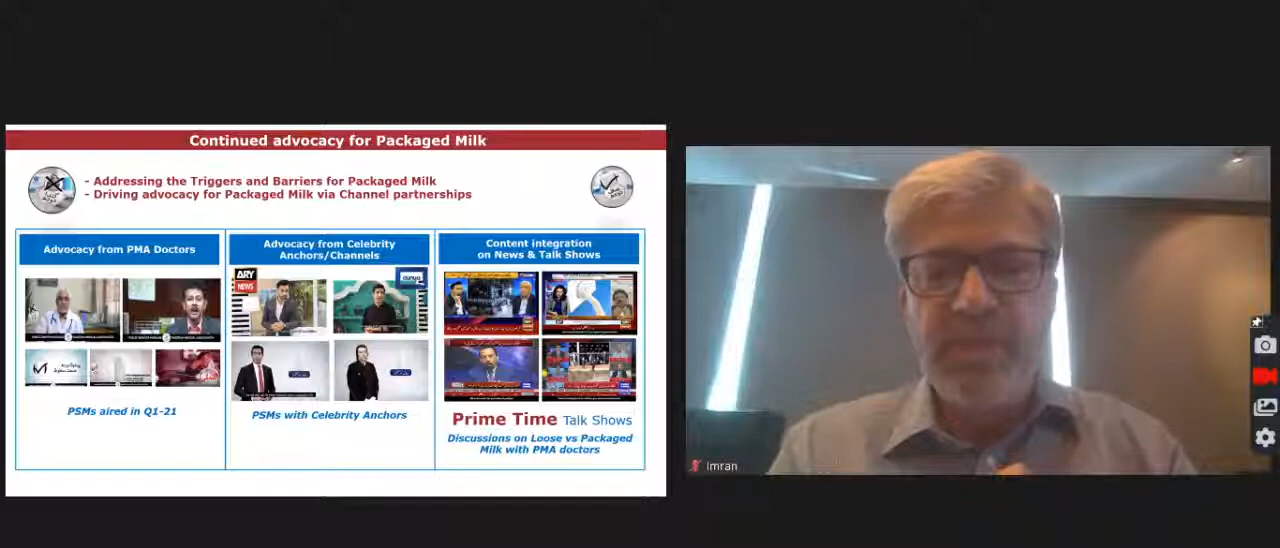 Continued advocacy for Packaged Milk
- Addressing the Triggers and Barriers for Packaged Milk
- Driving advocacy for Packaged Milk via Channel partnerships
Advocacy from PMA Doctors
PSMs aired in Q1-21
Advocacy from Celebrity
Anchors/Channels
ARY
NEWS
PSMs with Celebrity Anchors
Content integration
on News & Talk Shows
Prime Time Talk Shows
Discussions on Loose vs Packaged
Milk with PMA doctors
Imran